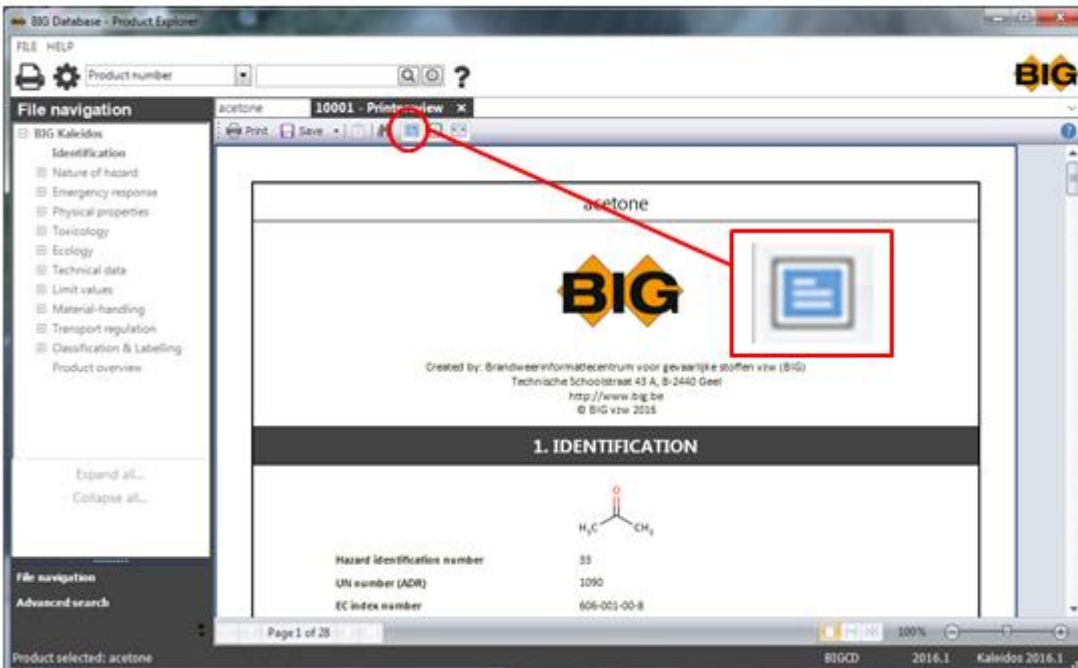 BIG Database - Product Explorer
FILE HELP
Product number
?
BIG
File navigation
acetone
10001 - Print preview
Print
Save
BIG Kaleidos
Identification
Nature of hazard
Emergency response
Physical properties
Toxicology
Ecology
Technical data
Limit values
Material-handling
Transport regulation
Classification & Labelling
Product overview
Expand all...
Collapse all...
File navigation
Advanced search
acetone
BIG
Created by: Brandweerinformatiecentrum voor gevaarlijke stoffen vzw (BIG)
Technische Schoolstraat 43 A, B-2440 Geel
http://www.big.be
© BIG vzw 2016
1. IDENTIFICATION
O
H₃C CH₃
Hazard identification number 33
UN number (ADR) 1090
EC index number 606-001-00-8
Page 1 of 28
100%
Product selected: acetone
BIGCD 2016.1 Kaleidos 2016.1